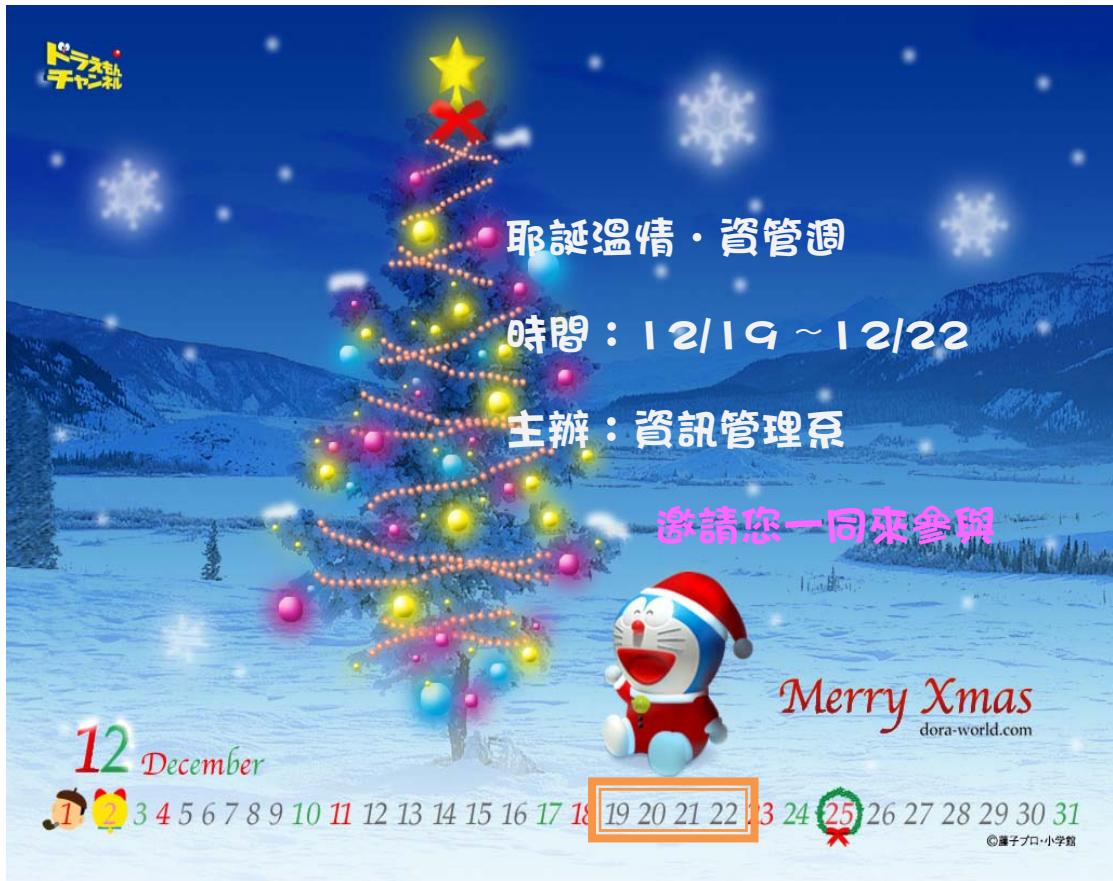 ドラえもん
チャンネル
耶誕溫情·資管週
時間：12/19～12/22
主辦：資訊管理系
邀請您一同來參與
Merry Xmas
dora-world.com
12 December
1 2 3 4 5 6 7 8 9 10 11 12 13 14 15 16 17 18 19 20 21 22 23 24 25 26 27 28 29 30 31
©藤子プロ・小学館